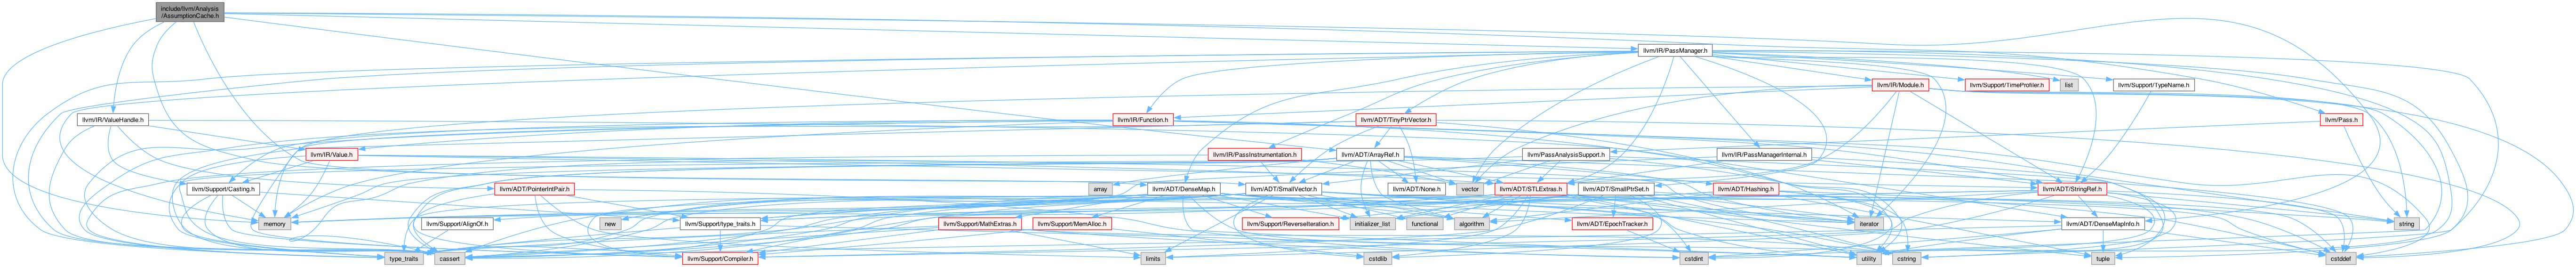 include/llvm/Analysis
/AssumptionCache.h
llvm/IR/PassManager.h
llvm/IR/Module.h
llvm/Support/TimeProfiler.h
list
llvm/Support/TypeName.h
llvm/IR/ValueHandle.h
llvm/IR/Function.h
llvm/ADT/TinyPtrVector.h
llvm/Pass.h
llvm/IR/Value.h
llvm/IR/PassInstrumentation.h
llvm/ADT/ArrayRef.h
llvm/PassAnalysisSupport.h
llvm/IR/PassManagerInternal.h
llvm/Support/Casting.h
llvm/ADT/PointerIntPair.h
array
llvm/ADT/DenseMap.h
llvm/ADT/SmallVector.h
llvm/ADT/None.h
vector
llvm/ADT/STLExtras.h
llvm/ADT/SmallPtrSet.h
llvm/ADT/Hashing.h
llvm/ADT/StringRef.h
memory
llvm/Support/AlignOf.h
new
llvm/Support/type_traits.h
llvm/Support/MathExtras.h
llvm/Support/MemAlloc.h
llvm/Support/ReverseIteration.h
initializer_list
functional
algorithm
llvm/ADT/EpochTracker.h
iterator
llvm/ADT/DenseMapInfo.h
string
type_traits
cassert
llvm/Support/Compiler.h
limits
cstdlib
cstdint
utility
cstring
tuple
cstddef